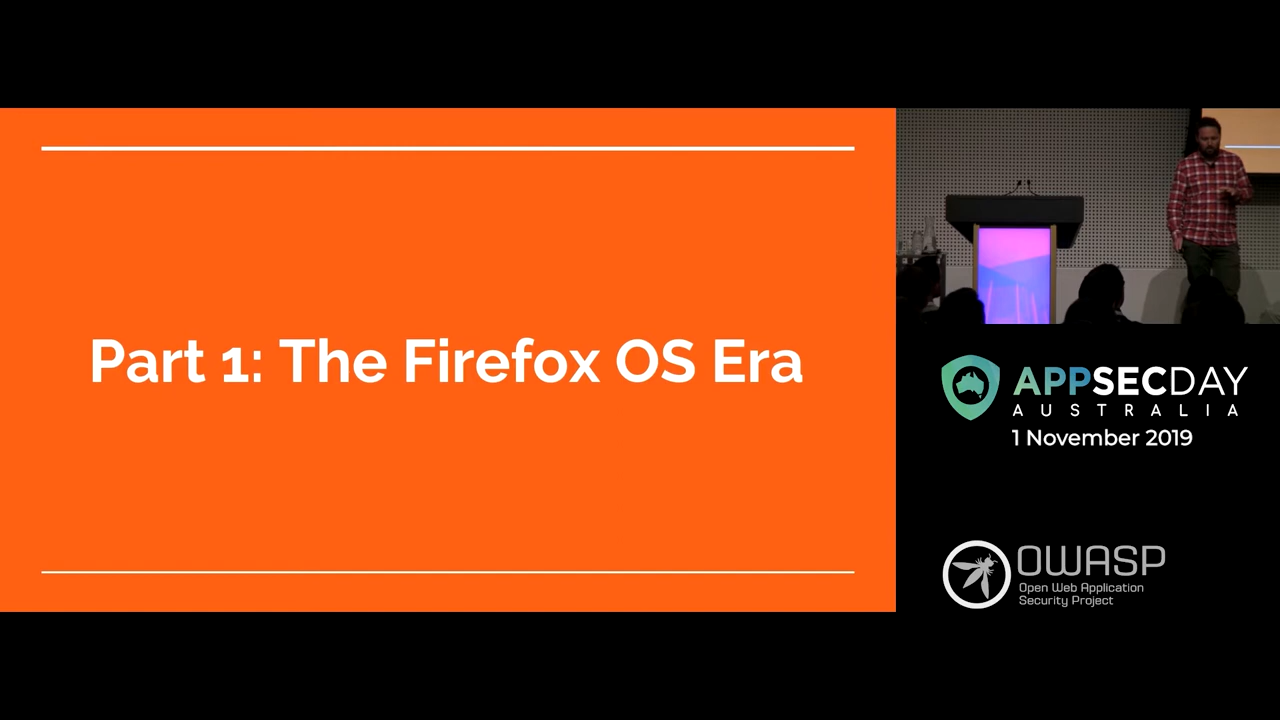 Part 1: The Firefox OS Era
APPSECDAY
AUSTRALIA
1 November 2019
OWASP
Open Web Application
Security Project